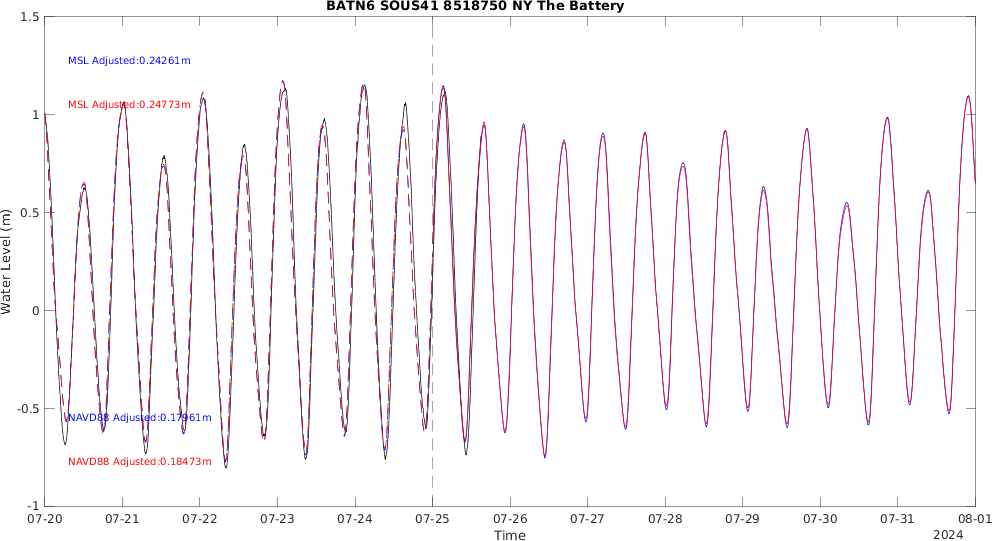 BATN6 SOUS41 8518750 NY The Battery
1.5
MSL Adjusted:0.24261m
MSL Adjusted:0.24773m
1
0.5
Water Level (m)
0
NAVD88 Adjusted:0.17961m
-0.5
NAVD88 Adjusted:0.18473m
-1
07-20 07-21 07-22 07-23 07-24 07-25 07-26 07-27 07-28 07-29 07-30 07-31 08-01
Time
2024